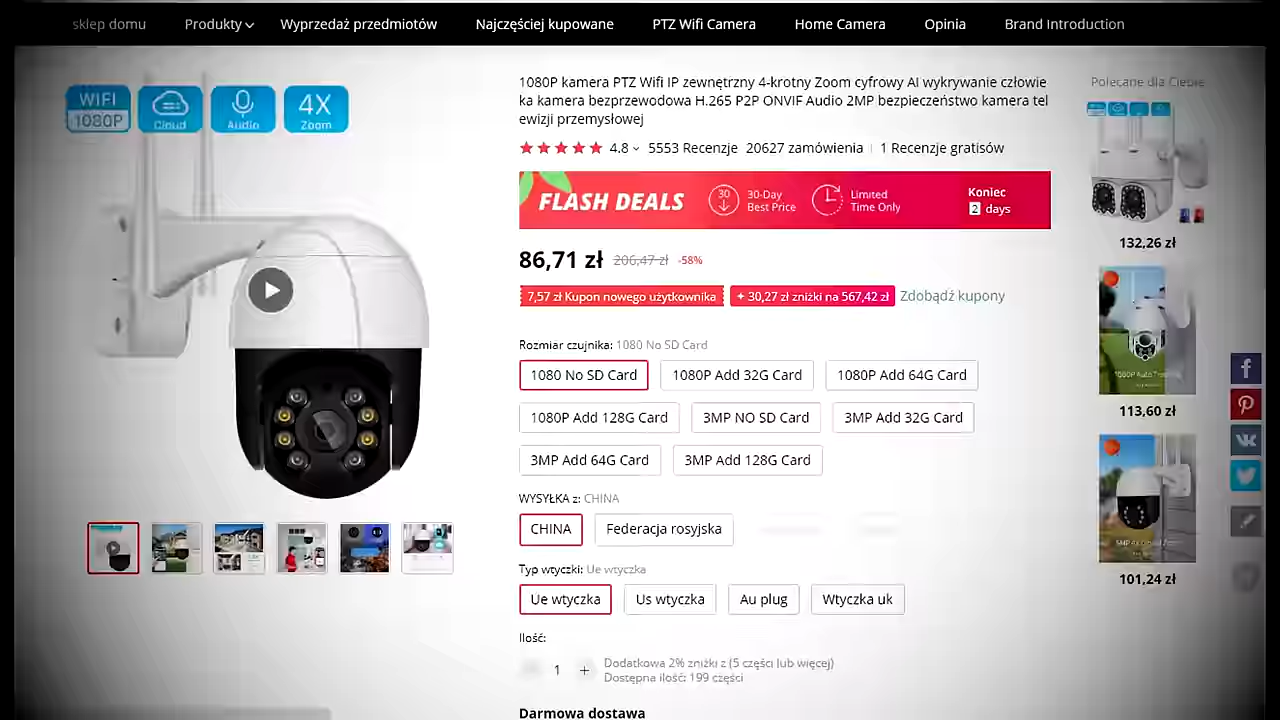 sklep domu
Produkty
Wyprzedaż przedmiotów
Najczęściej kupowane
PTZ Wifi Camera
Home Camera
Opinia
Brand Introduction
WIFI
1080P
Cloud
Audio
4X
Zoom
1080P kamera PTZ Wifi IP zewnętrzny 4-krotny Zoom cyfrowy AI wykrywanie człowie
ka kamera bezprzewodowa H.265 P2P ONVIF Audio 2MP bezpieczeństwo kamera tel
ewizji przemysłowej
4.8 5553 Recenzje 20627 zamówienia 1 Recenzje gratisów
FLASH DEALS
30
30-Day
Best Price
Limited
Time Only
Koniec
2 days
86,71 zł 206,47 zł -58%
7,57 zł Kupon nowego użytkownika
+ 30,27 zł zniżki na 567,42 zł
Zdobądź kupony
Rozmiar czujnika: 1080 No SD Card
1080 No SD Card
1080P Add 32G Card
1080P Add 64G Card
1080P Add 128G Card
3MP NO SD Card
3MP Add 32G Card
3MP Add 64G Card
3MP Add 128G Card
WYSYŁKA z: CHINA
CHINA
Federacja rosyjska
Typ wtyczki: Ue wtyczka
Ue wtyczka
Us wtyczka
Au plug
Wtyczka uk
Ilość:
1 +
Dodatkowa 2% zniżki z (5 części lub więcej)
Dostępna ilość: 199 części
Darmowa dostawa
Polecane dla Ciebie
132,26 zł
113,60 zł
101,24 zł